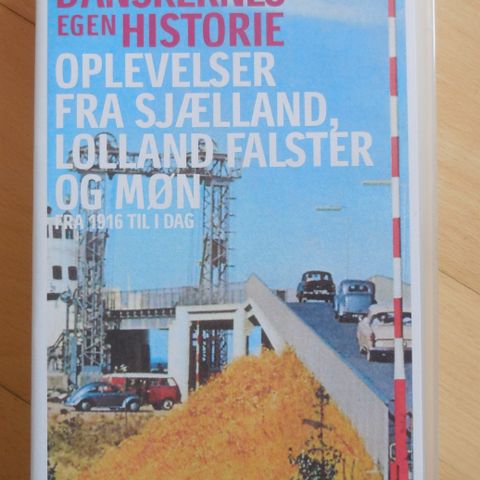 DANSKERNES
EGEN HISTORIE
OPLEVELSER
FRA SJÆLLAND,
LOLLAND FALSTER
OG MØN
FRA 1916 TIL I DAG